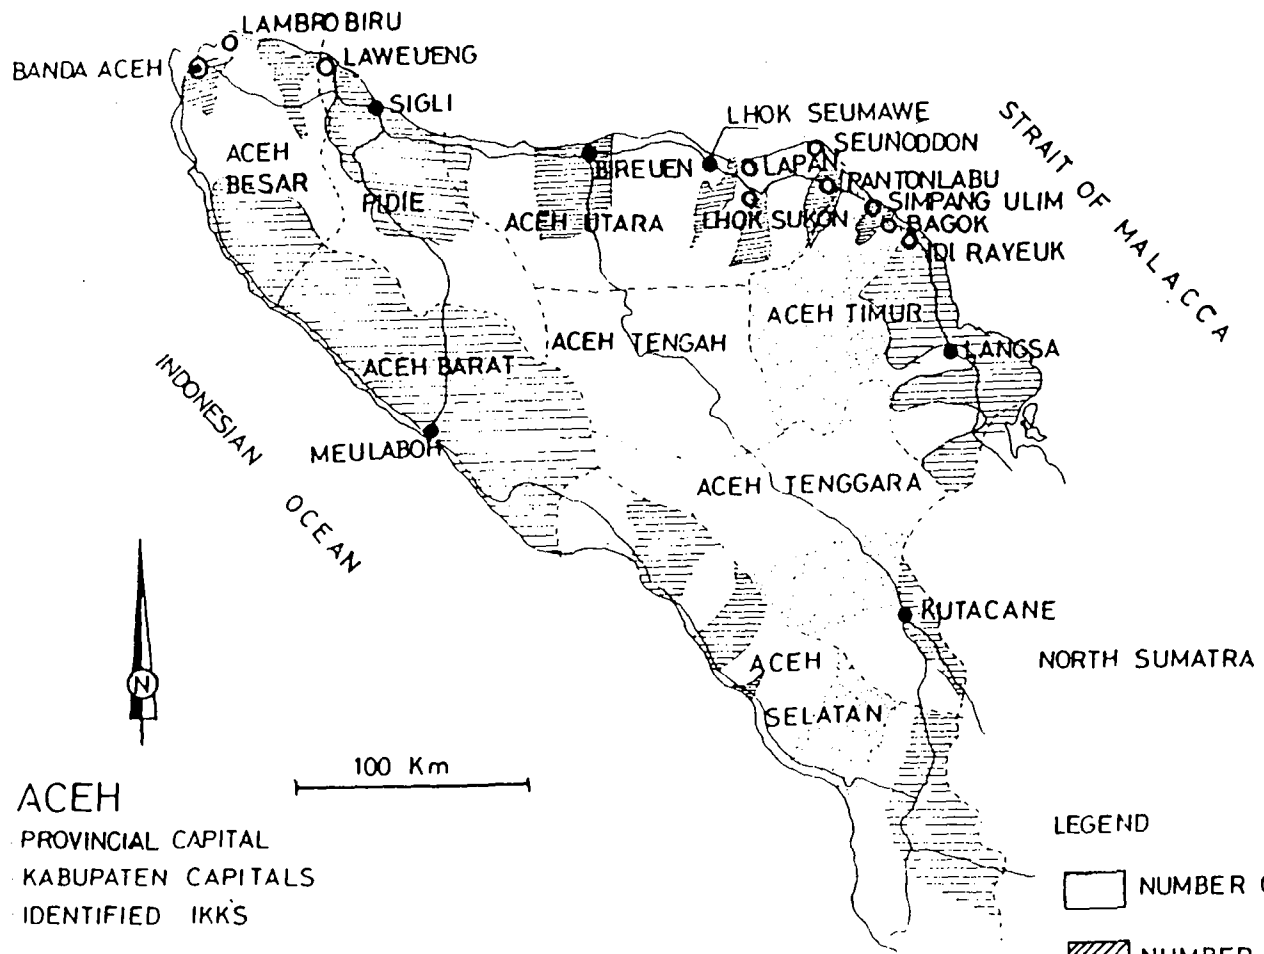 LAMBRO BIRU
BANDA ACEH
LAWEUENG
SIGLI
LHOK SEUMAWE
SEUNODDON
BIREUEN
LAPAN
PANTONLABU
LHOK SUKON
SIMPANG ULIM
BAGOK
IDI RAYEUK
STRAIT OF MALACCA
ACEH
BESAR
PIDIE
ACEH UTARA
ACEH TIMUR
ACEH TENGAH
LANGSA
ACEH BARAT
INDONESIAN
OCEAN
MEULABOH
ACEH TENGGARA
KUTACANE
NORTH SUMATRA
ACEH
SELATAN
N
100 Km
ACEH
PROVINCIAL CAPITAL
KABUPATEN CAPITALS
IDENTIFIED IKK'S
LEGEND
NUMBER
NUMBER